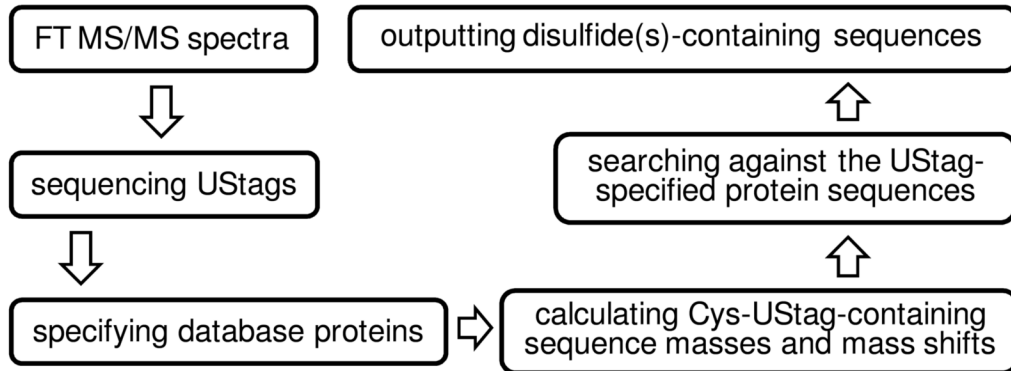 FT MS/MS spectra
sequencing UStags
specifying database proteins
calculating Cys-UStag-containing
sequence masses and mass shifts
searching against the UStag-
specified protein sequences
outputting disulfide(s)-containing sequences